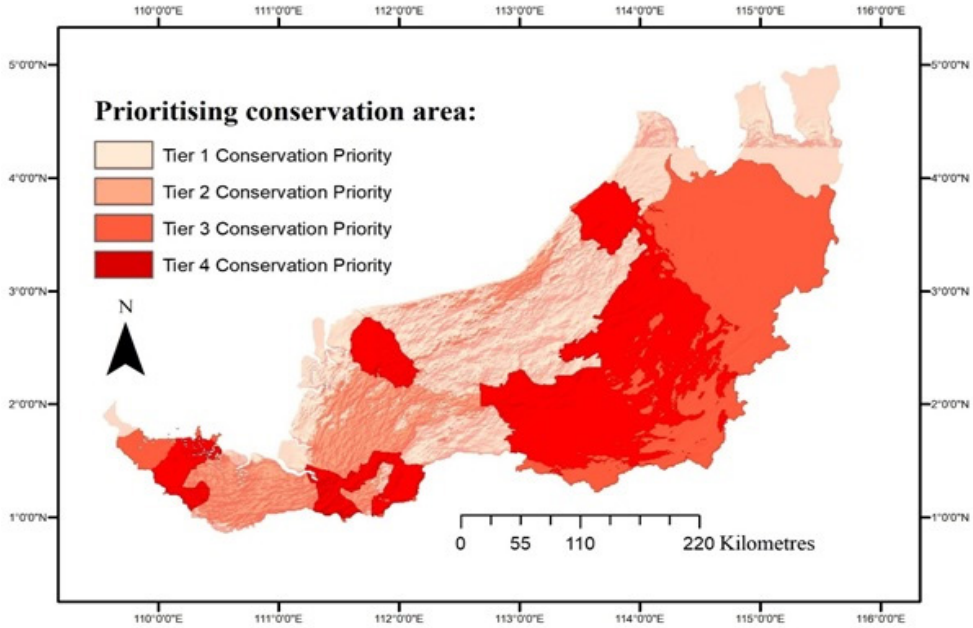 110°0'0"E 111°0'0"E 112°0'0"E 113°0'0"E 114°0'0"E 115°0'0"E 116°0'0"E
5°0'0"N 5°0'0"N
Prioritising conservation area:
Tier 1 Conservation Priority
4°0'0"N 4°0'0"N
Tier 2 Conservation Priority
Tier 3 Conservation Priority
Tier 4 Conservation Priority
3°0'0"N 3°0'0"N
N
2°0'0"N 2°0'0"N
1°0'0"N 1°0'0"N
0 55 110 220 Kilometres
110°0'0"E 111°0'0"E 112°0'0"E 113°0'0"E 114°0'0"E 115°0'0"E 116°0'0"E